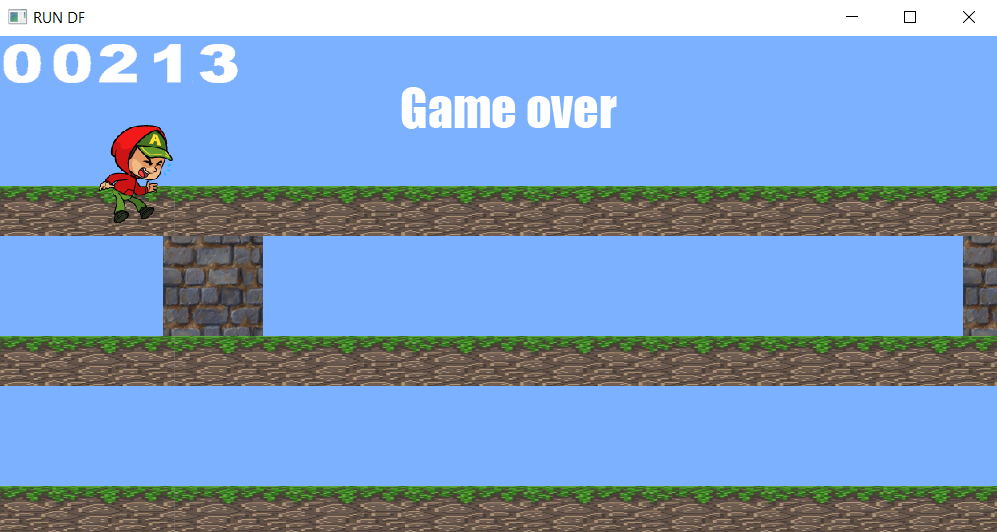 RUN DF
00213
Game over
A